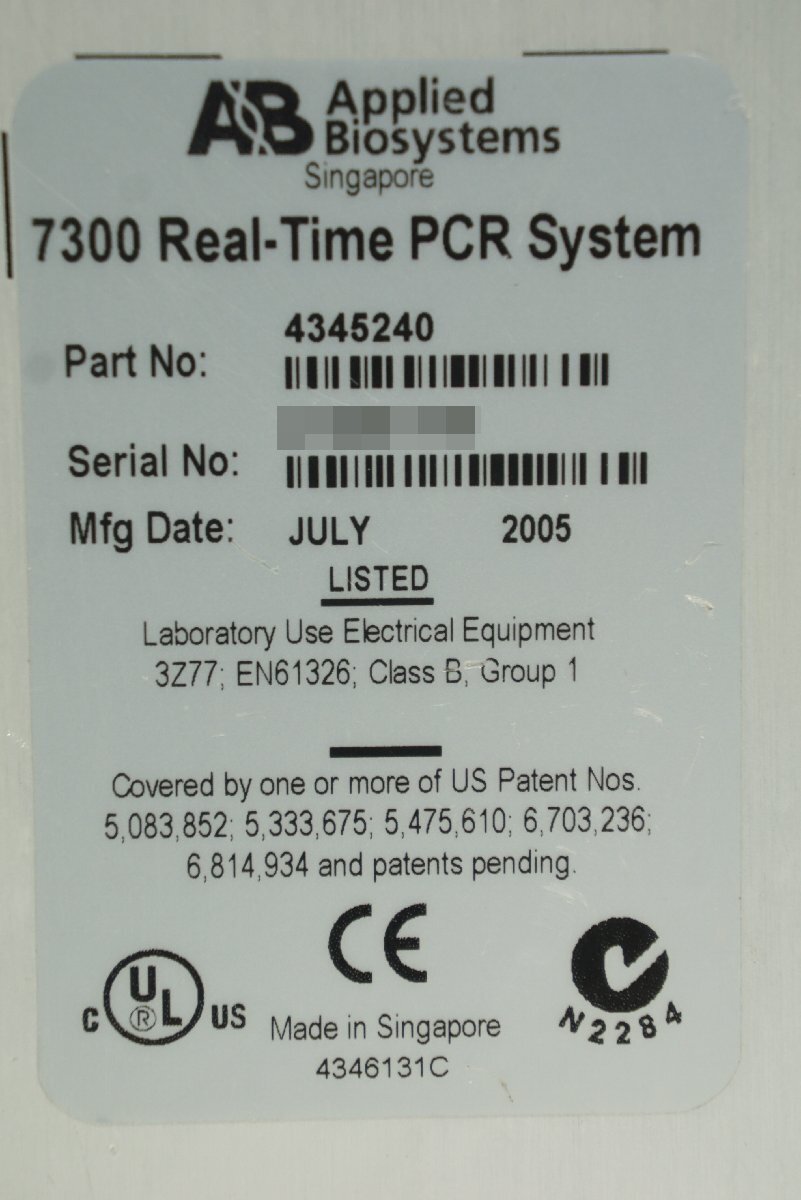 AB Applied
Biosystems
Singapore
7300 Real-Time PCR System
4345240
Part No:
Serial No:
Mfg Date: JULY 2005
LISTED
Laboratory Use Electrical Equipment
3Z77; EN61326; Class B, Group 1
Covered by one or more of US Patent Nos.
5,083,852; 5,333,675; 5,475,610; 6,703,236;
6,814,934 and patents pending.
CE
C UL ® US
Made in Singapore
N2284
4346131C